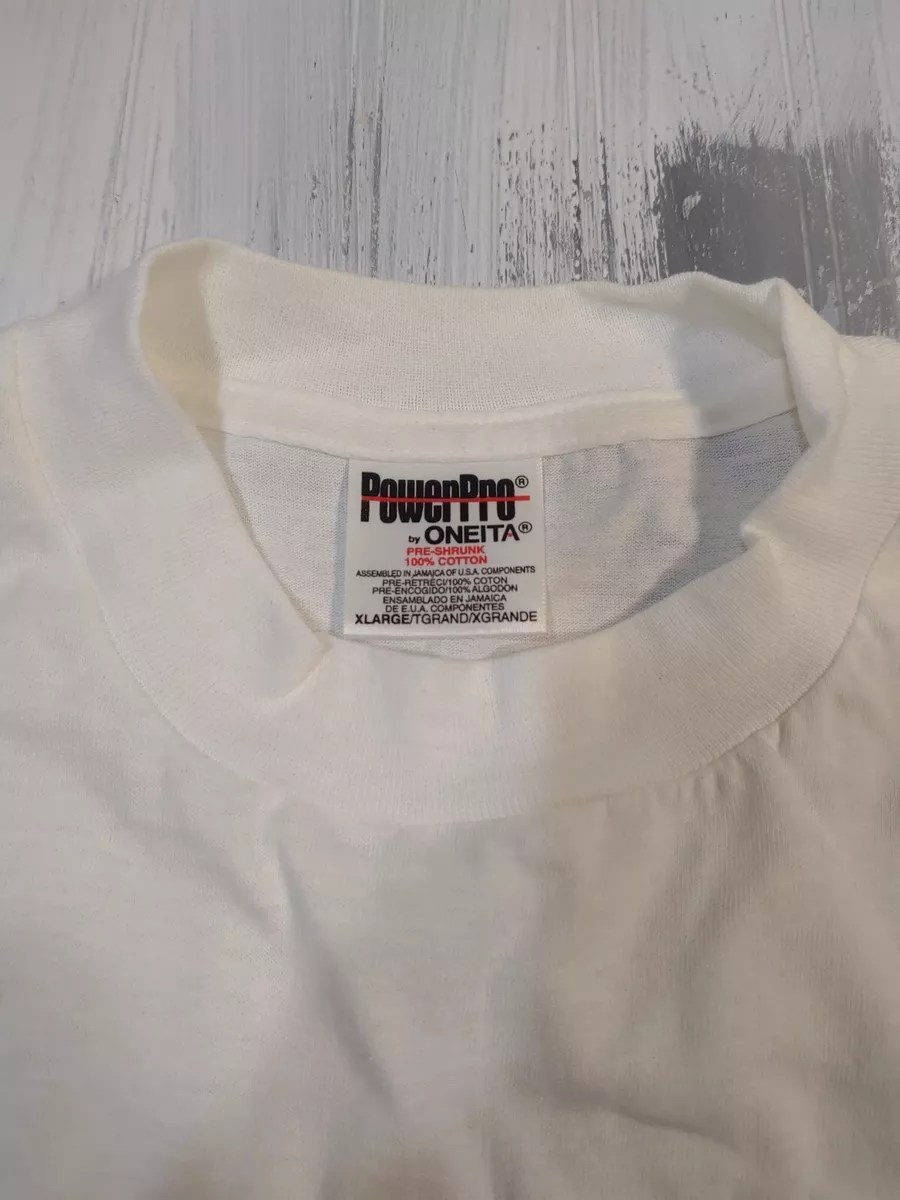 PowerPro®
by ONEITA®
PRE-SHRUNK
100% COTTON
ASSEMBLED IN JAMAICA OF U.S.A. COMPONENTS
PRE-RETRECI/100% COTON
PRE-ENCOGIDO/100% ALGODON
ENSAMBLADO EN JAMAICA
DE E.U.A. COMPONENTES
XLARGE/TGRAND/XGRANDE